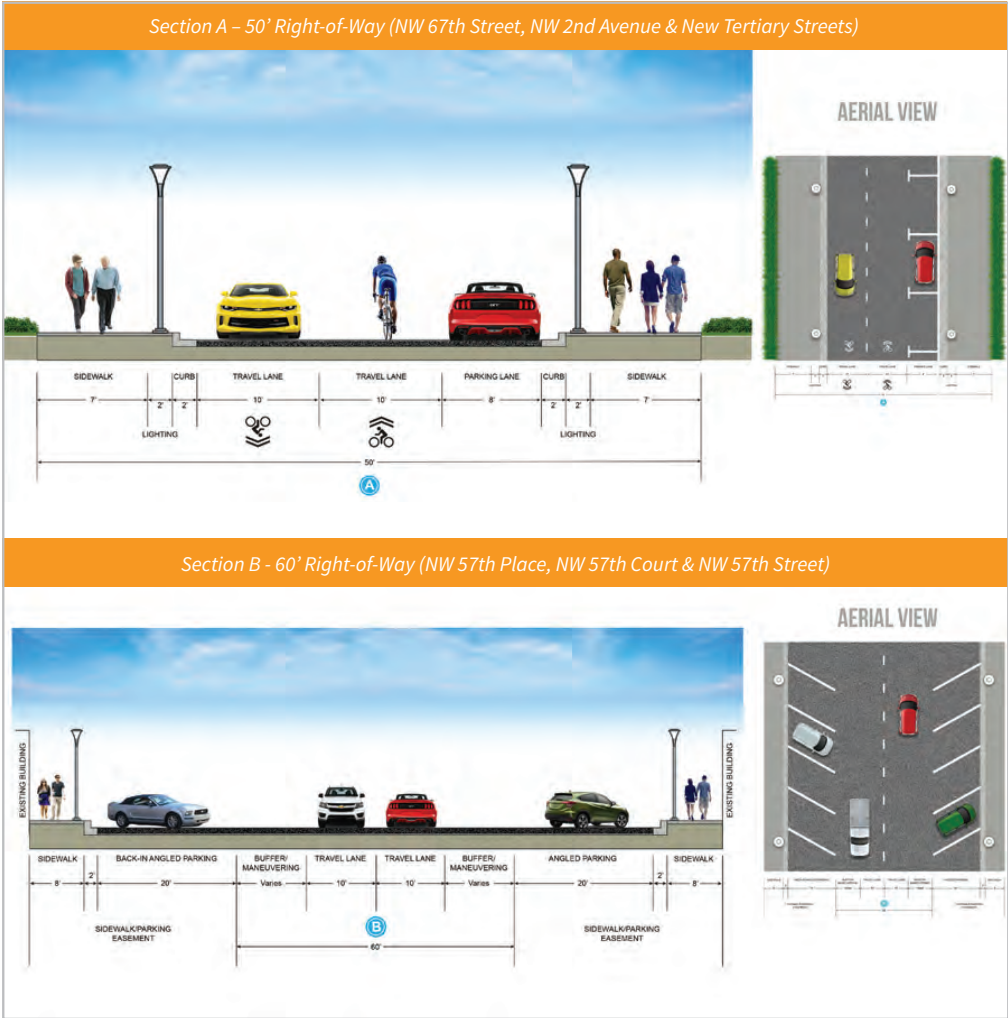 Section A – 50’ Right-of-Way (NW 67th Street, NW 2nd Avenue & New Tertiary Streets)
AERIAL VIEW
SIDEWALK CURB TRAVEL LANE TRAVEL LANE PARKING LANE CURB SIDEWALK
7' 2' 2' 10' 10' 8' 2' 2' 7'
LIGHTING LIGHTING
50'
A
Section B - 60’ Right-of-Way (NW 57th Place, NW 57th Court & NW 57th Street)
AERIAL VIEW
EXISTING BUILDING
EXISTING BUILDING
SIDEWALK BACK-IN ANGLED PARKING BUFFER/ TRAVEL LANE TRAVEL LANE BUFFER/ ANGLED PARKING SIDEWALK
MANEUVERING MANEUVERING
8' 2' 20' Varies 10' 10' Varies 20' 2' 8'
SIDEWALK/PARKING B SIDEWALK/PARKING
EASEMENT EASEMENT
60'